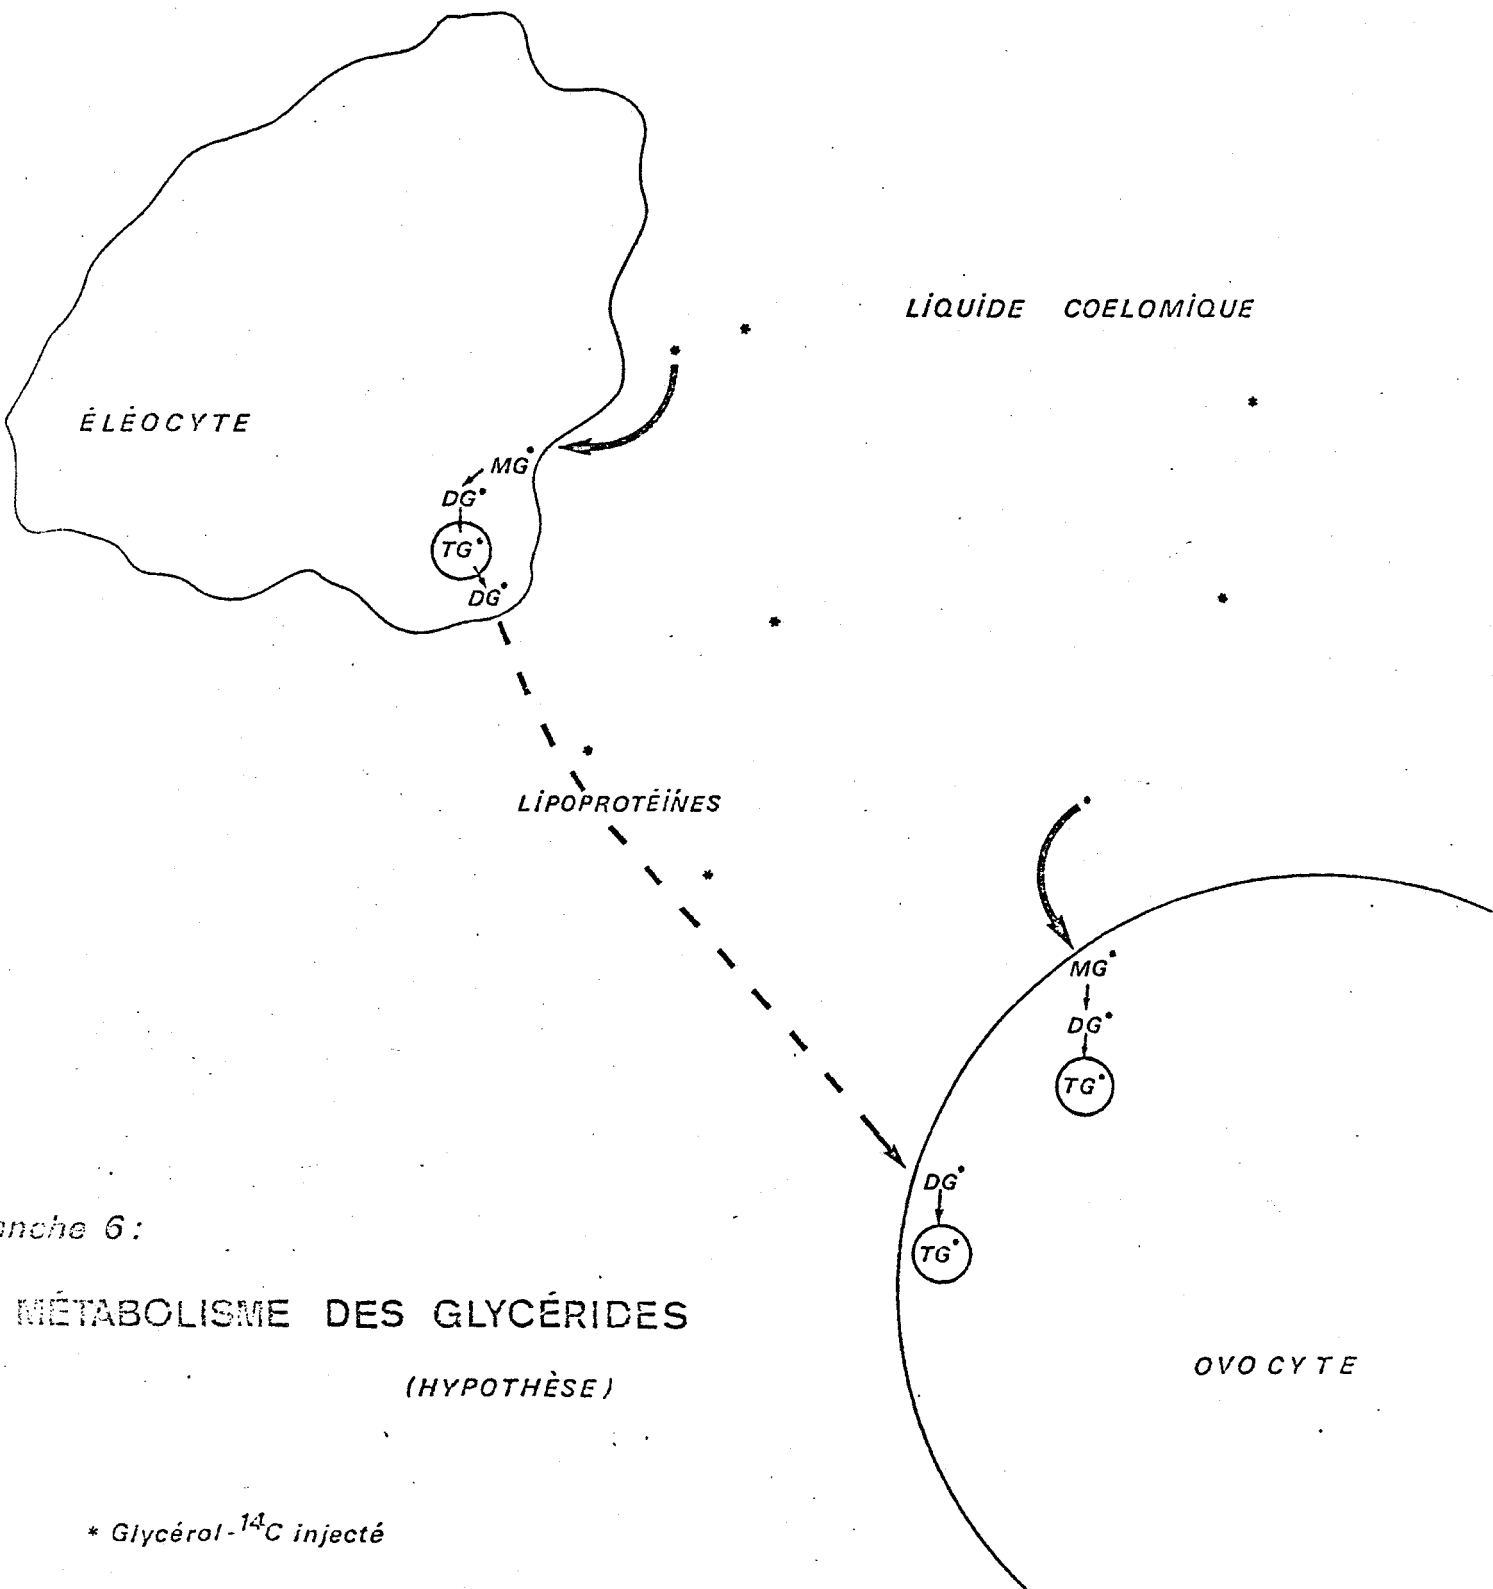 LIQUIDE COELOMIQUE
ÉLÉOCYTE
MG*
DG*
TG*
DG*
LIPOPROTÉINES
MG*
DG*
TG*
DG*
TG*
6:
MÉTABOLISME DES GLYCÉRIDES
(HYPOTHÈSE)
OVOCYTE
* Glycérol-¹⁴C injecté